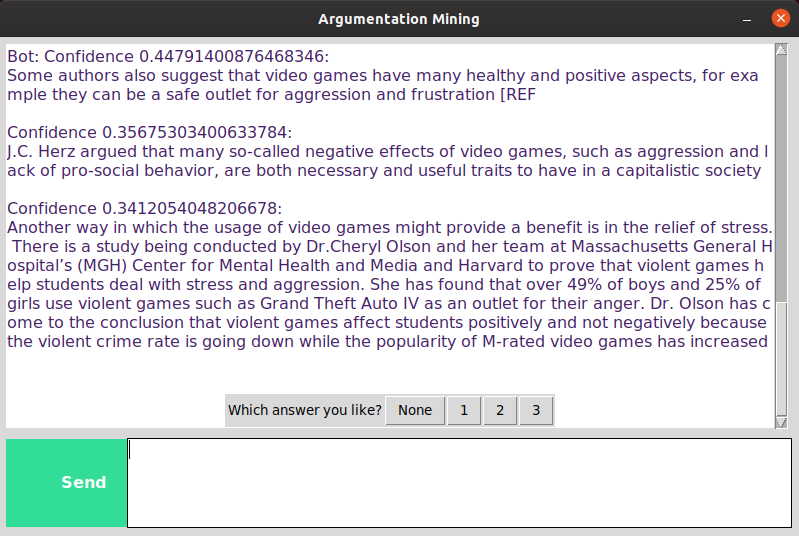 Argumentation Mining
Bot: Confidence 0.44791400876468346:
Some authors also suggest that video games have many healthy and positive aspects, for exa
mple they can be a safe outlet for aggression and frustration [REF
Confidence 0.35675303400633784:
J.C. Herz argued that many so-called negative effects of video games, such as aggression and l
ack of pro-social behavior, are both necessary and useful traits to have in a capitalistic society
Confidence 0.3412054048206678:
Another way in which the usage of video games might provide a benefit is in the relief of stress.
There is a study being conducted by Dr.Cheryl Olson and her team at Massachusetts General H
ospital’s (MGH) Center for Mental Health and Media and Harvard to prove that violent games h
elp students deal with stress and aggression. She has found that over 49% of boys and 25% of
girls use violent games such as Grand Theft Auto IV as an outlet for their anger. Dr. Olson has c
ome to the conclusion that violent games affect students positively and not negatively because
the violent crime rate is going down while the popularity of M-rated video games has increased
Which answer you like? None 1 2 3
Send